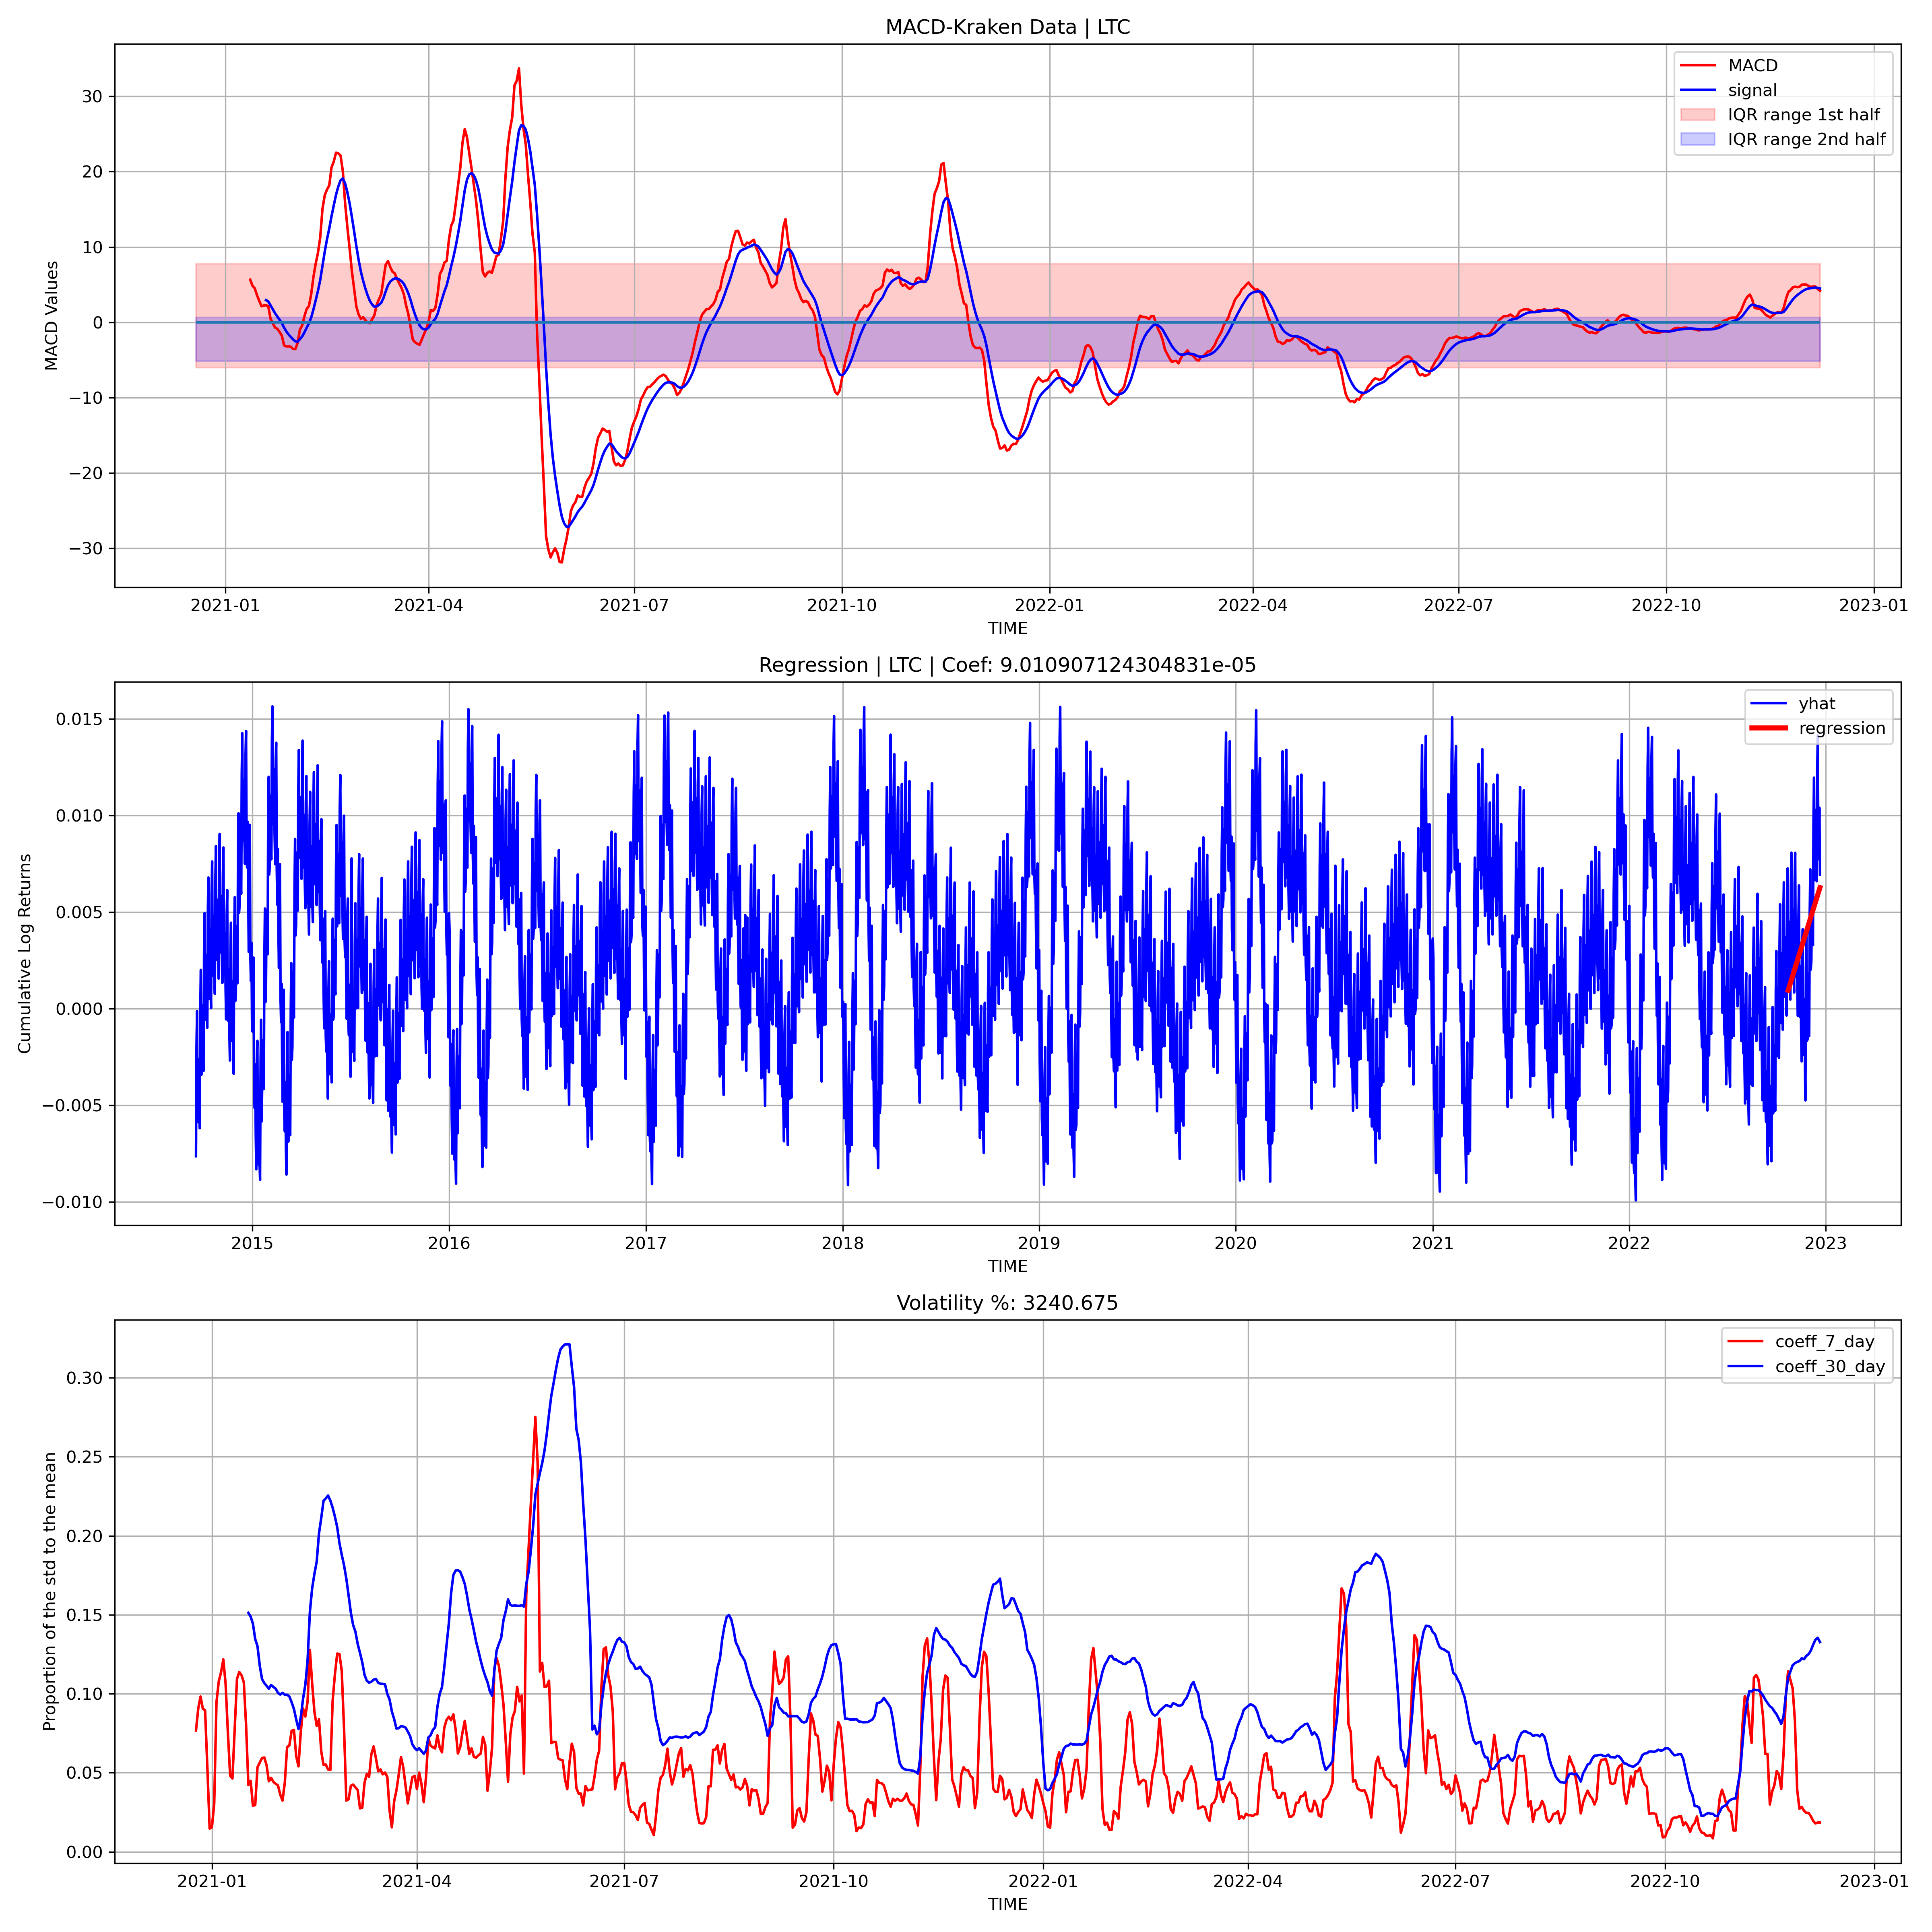 MACD-Kraken Data | LTC
MACD
signal
IQR range 1st half
IQR range 2nd half
MACD Values
30
20
10
0
−10
−20
−30
2021-01 2021-04 2021-07 2021-10 2022-01 2022-04 2022-07 2022-10 2023-01
TIME
Regression | LTC | Coef: 9.010907124304831e-05
yhat
regression
Cumulative Log Returns
0.015
0.010
0.005
0.000
−0.005
−0.010
2015 2016 2017 2018 2019 2020 2021 2022 2023
TIME
Volatility %: 3240.675
coeff_7_day
coeff_30_day
Proportion of the std to the mean
0.30
0.25
0.20
0.15
0.10
0.05
0.00
2021-01 2021-04 2021-07 2021-10 2022-01 2022-04 2022-07 2022-10 2023-01
TIME